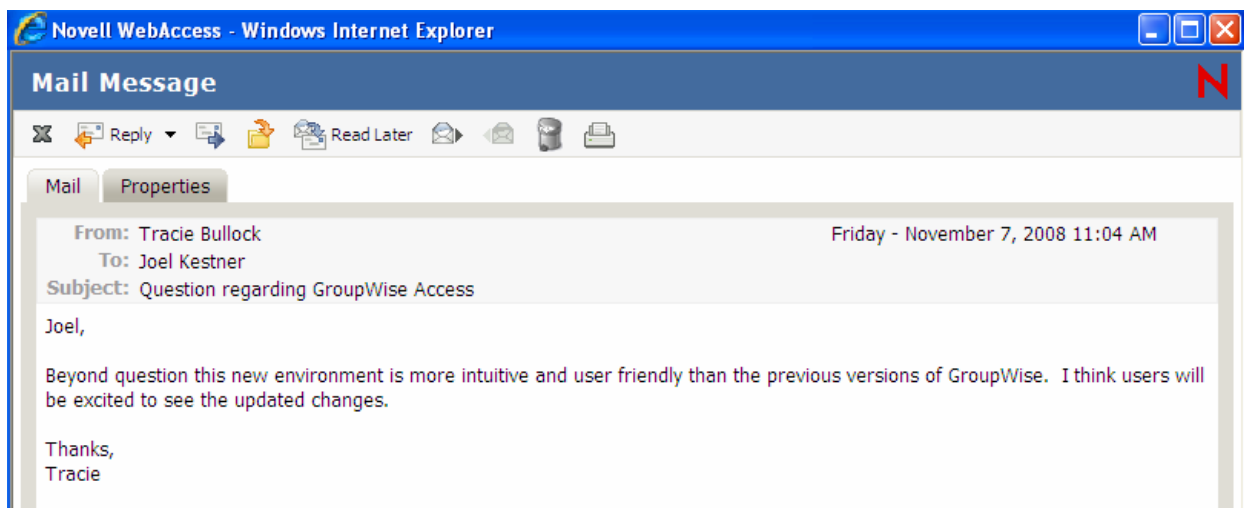 Novell WebAccess - Windows Internet Explorer
Mail Message
N
Reply Read Later
Mail Properties
From: Tracie Bullock Friday - November 7, 2008 11:04 AM
To: Joel Kestner
Subject: Question regarding GroupWise Access
Joel,
Beyond question this new environment is more intuitive and user friendly than the previous versions of GroupWise. I think users will
be excited to see the updated changes.
Thanks,
Tracie